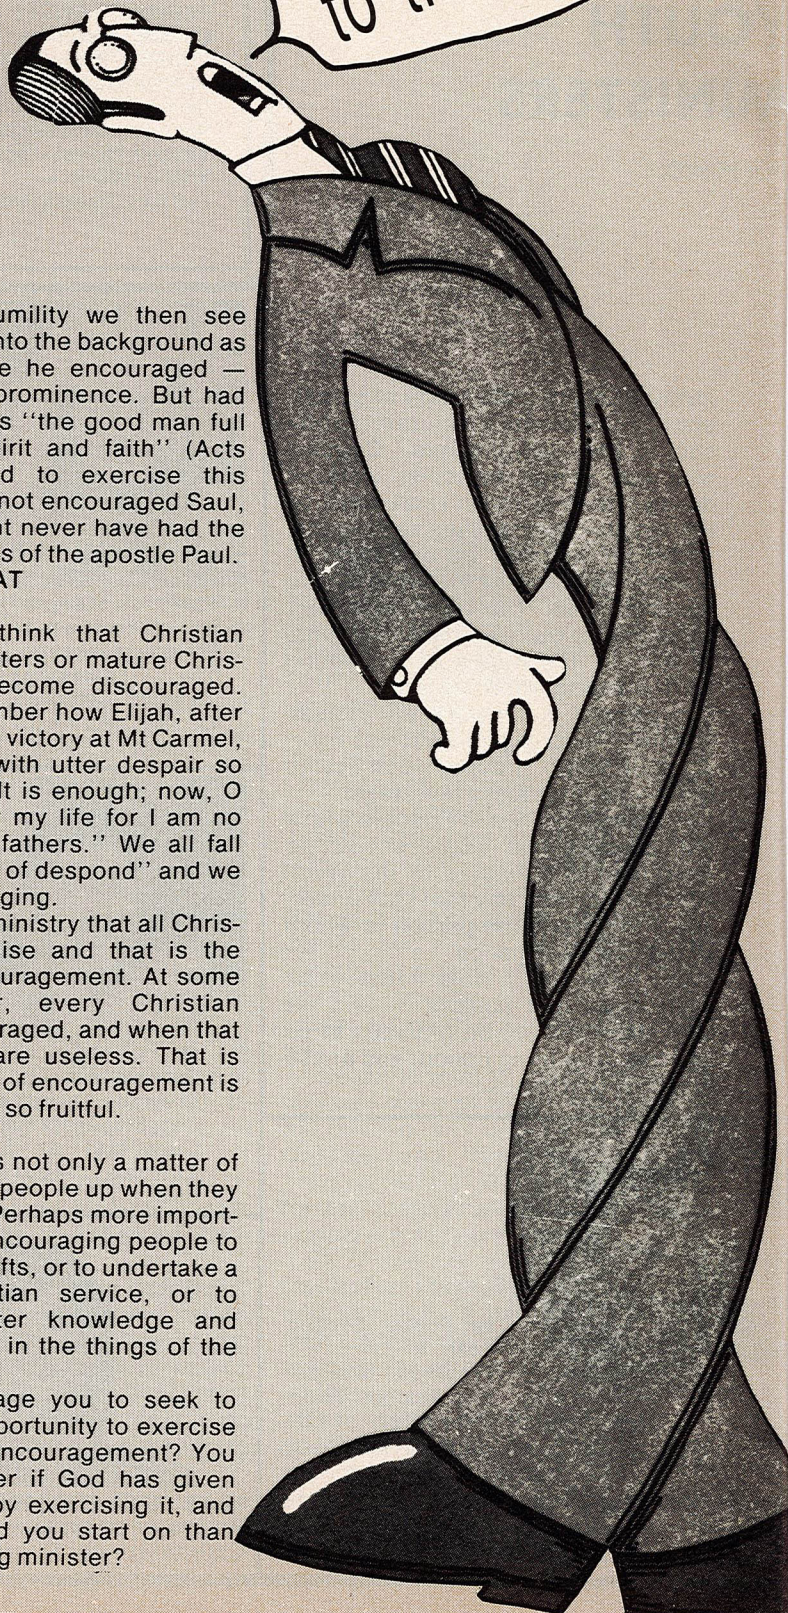 to
umility we then see
nto the background as
e he encouraged —
prominence. But had
s “the good man full
irit and faith” (Acts
d to exercise this
not encouraged Saul,
ht never have had the
s of the apostle Paul.
AT
think that Christian
ters or mature Chris-
ecome discouraged.
nber how Elijah, after
victory at Mt Carmel,
with utter despair so
It is enough; now, O
my life for I am no
fathers.” We all fall
of despond” and we
ging.
ministry that all Chris-
ise and that is the
ouragement. At some
r, every Christian
raged, and when that
are useless. That is
of encouragement is
so fruitful.
s not only a matter of
people up when they
Perhaps more import-
ncouraging people to
fts, or to undertake a
tian service, or to
ter knowledge and
in the things of the
age you to seek to
pportunity to exercise
ncouragement? You
er if God has given
by exercising it, and
d you start on than
g minister?